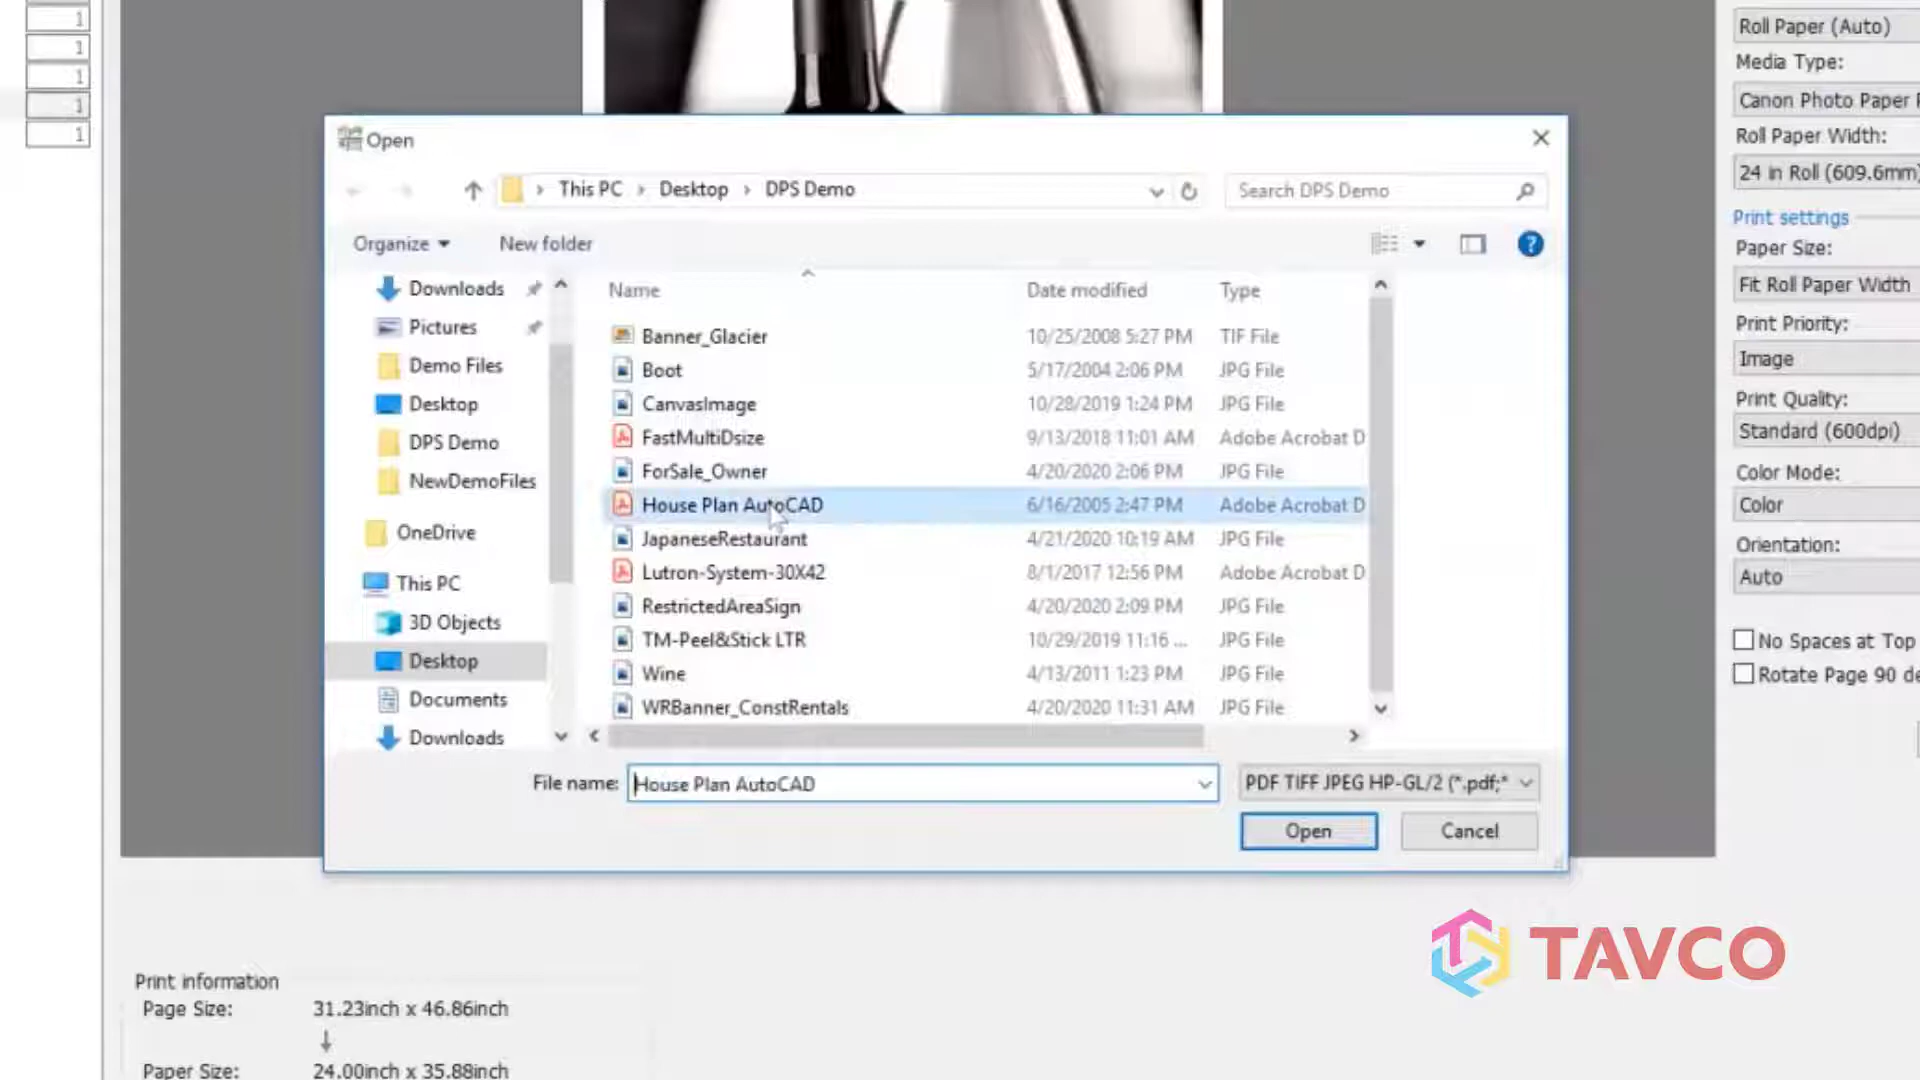 1
1
1
1
1
Roll Paper (Auto)
Media Type:
Canon Photo Paper
Roll Paper Width:
24 in Roll (609.6mm)
Print settings
Paper Size:
Fit Roll Paper Width
Print Priority:
Image
Print Quality:
Standard (600dpi)
Color Mode:
Color
Orientation:
Auto
No Spaces at Top
Rotate Page 90 de
Open
This PC > Desktop > DPS Demo
Search DPS Demo
Organize
New folder
?
Downloads
Pictures
Demo Files
Desktop
DPS Demo
NewDemoFiles
OneDrive
This PC
3D Objects
Desktop
Documents
Downloads
Name Date modified Type
Banner_Glacier 10/25/2008 5:27 PM TIF File
Boot 5/17/2004 2:06 PM JPG File
CanvasImage 10/28/2019 1:24 PM JPG File
FastMultiDsize 9/13/2018 11:01 AM Adobe Acrobat D
ForSale_Owner 4/20/2020 2:06 PM JPG File
House Plan AutoCAD 6/16/2005 2:47 PM Adobe Acrobat D
JapaneseRestaurant 4/21/2020 10:19 AM JPG File
Lutron-System-30X42 8/1/2017 12:56 PM Adobe Acrobat D
RestrictedAreaSign 4/20/2020 2:09 PM JPG File
TM-Peel&Stick LTR 10/29/2019 11:16 ... JPG File
Wine 4/13/2011 1:23 PM JPG File
WRBanner_ConstRentals 4/20/2020 11:31 AM JPG File
File name: House Plan AutoCAD
PDF TIFF JPEG HP-GL/2 (*.pdf;*
Open
Cancel
TAVCO
Print information
Page Size: 31.23inch x 46.86inch
↓
Paper Size: 24.00inch x 35.88inch